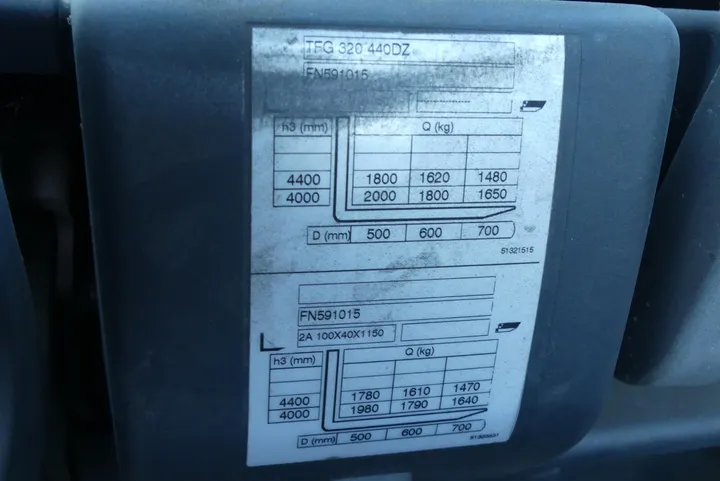 TFG 320 440DZ
FN591015
h3 (mm) Q (kg)
4400 1800 1620 1480
4000 2000 1800 1650
D (mm) 500 600 700
51321515
FN591015
2A 100X40X1150
h3 (mm) Q (kg)
4400 1780 1610 1470
4000 1980 1790 1640
D (mm) 500 600 700